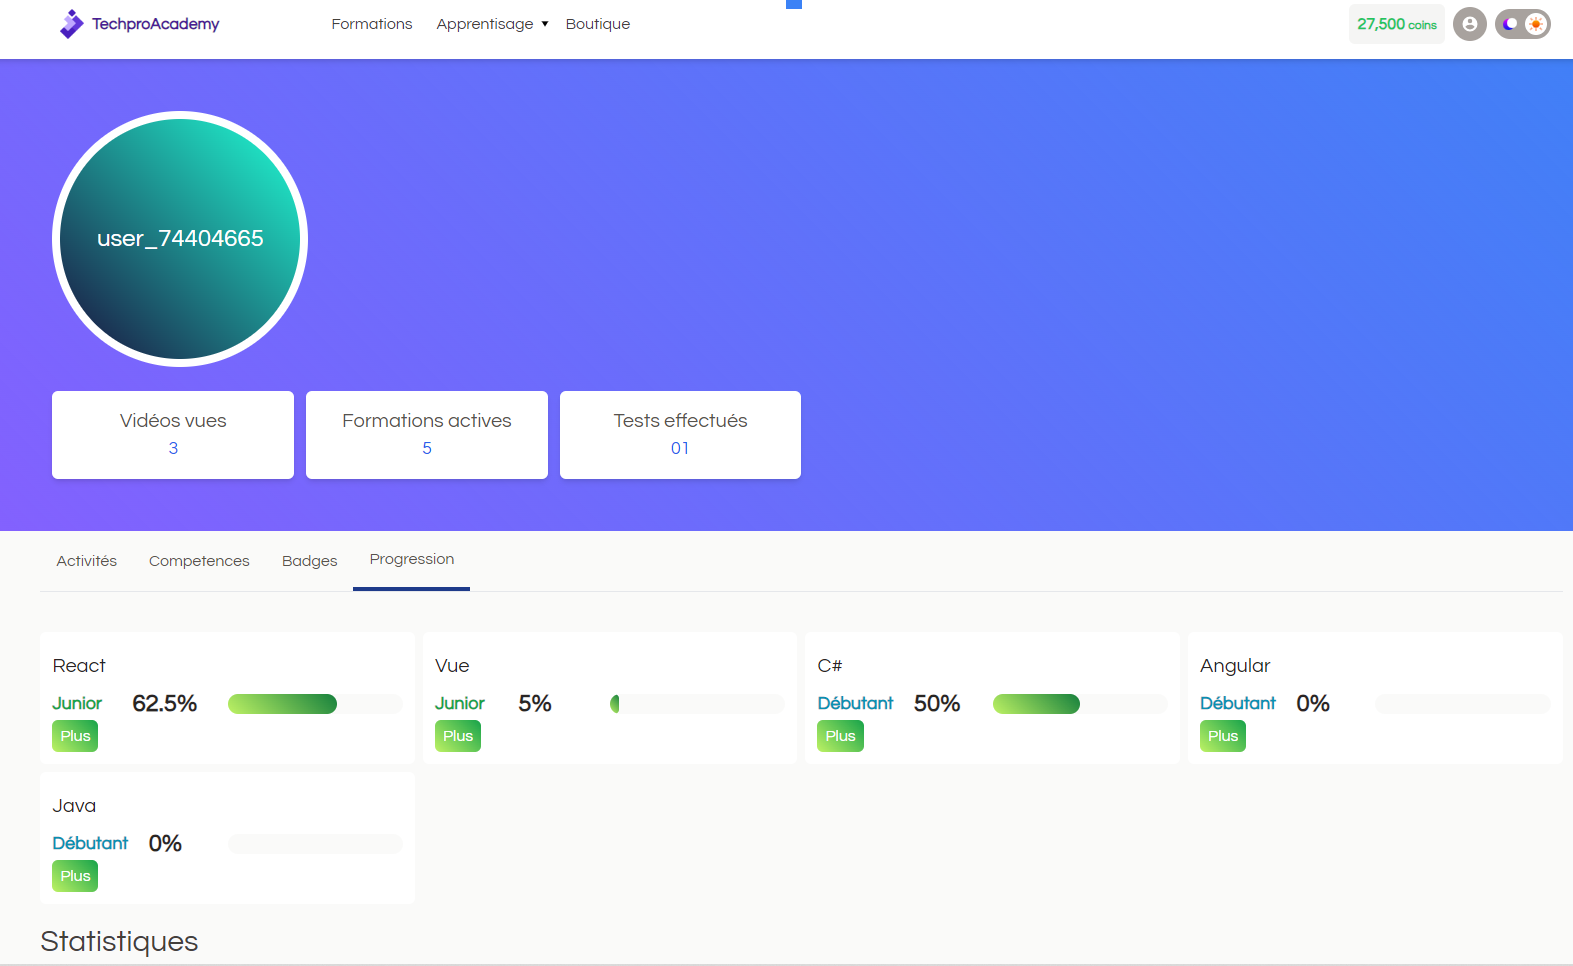 TechproAcademy
Formations Apprentisage Boutique
27,500 coins
user_74404665
Vidéos vues
3
Formations actives
5
Tests effectués
01
Activités Competences Badges Progression
React
Junior 62.5%
Plus
Vue
Junior 5%
Plus
C#
Débutant 50%
Plus
Angular
Débutant 0%
Plus
Java
Débutant 0%
Plus
Statistiques